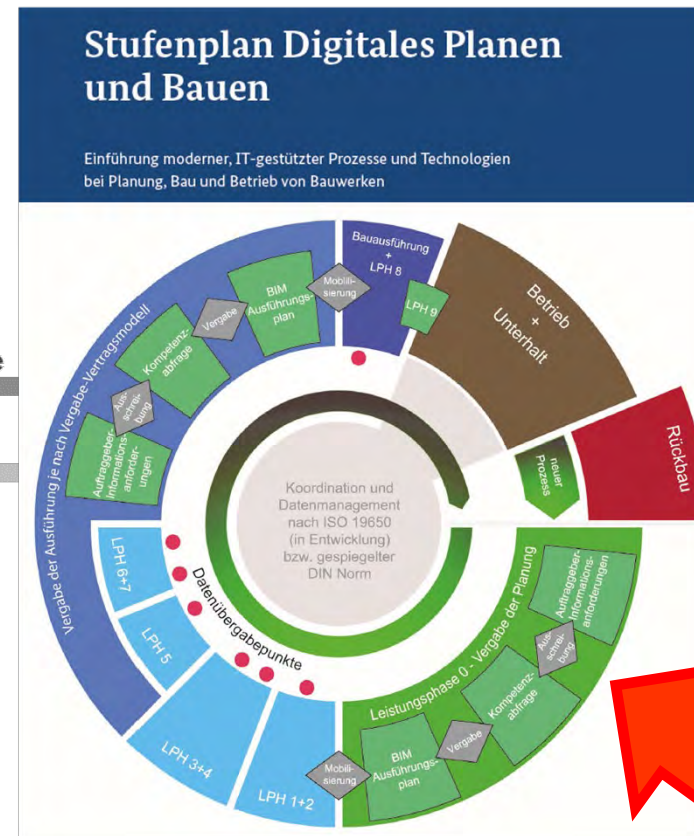 Stufenplan Digitales Planen
und Bauen
Einführung moderner, IT-gestützter Prozesse und Technologien
bei Planung, Bau und Betrieb von Bauwerken
e
Vergabe der Ausführung je nach Vergabe-Vertragsmodell
Auftraggeber-
Informations-
anforder-
ungen
Aus-
schrei-
bung
Kompetenz-
abfrage
Vergabe
BIM
Ausführungs-
plan
Mobilisierung
Bauausführung
+
LPH 8
LPH 9
Betrieb
+
Unterhalt
Rückbau
neuer
Prozess
Koordination und
Datenmanagement
nach ISO 19650
(in Entwicklung)
bzw. gespiegelter
DIN Norm
Leistungsphase 0 - Vergabe der Planung
Auftraggeber-
Informations-
anforderungen
Aus-
schrei-
bung
Kompetenz-
abfrage
Vergabe
BIM
Ausführungs-
plan
Mobili-
sierung
LPH 1+2
LPH 3+4
LPH 5
LPH 6+7
Datenübergabepunkte